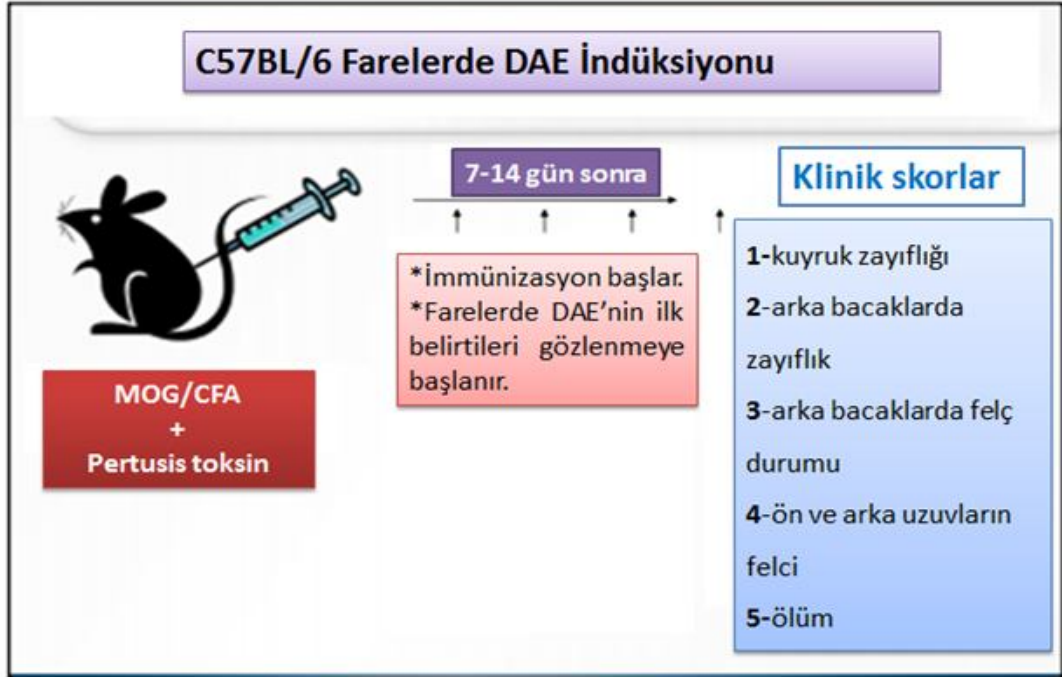 C57BL/6 Farelerde DAE İndüksiyonu
MOG/CFA
+
Pertusis toksin
7-14 gün sonra
*İmmünizasyon başlar.
*Farelerde DAE’nin ilk
belirtileri gözlenmeye
başlanır.
Klinik skorlar
1-kuyruk zayıflığı
2-arka bacaklarda
zayıflık
3-arka bacaklarda felç
durumu
4-ön ve arka uzuvların
felci
5-ölüm